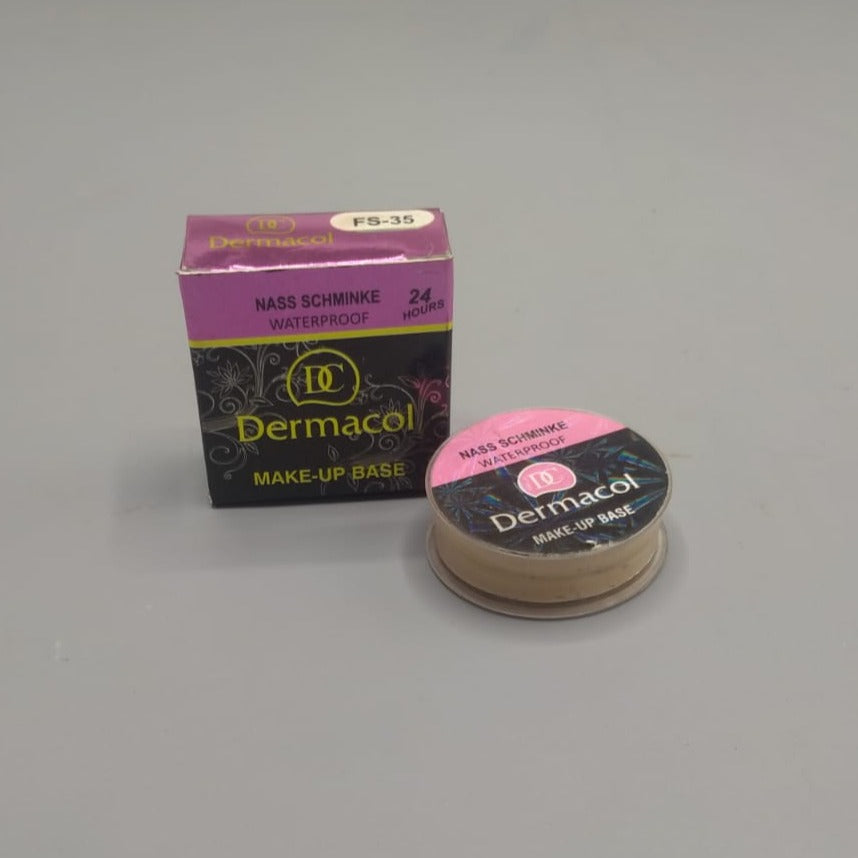 FS-35
DC
Dermacol
NASS SCHMINKE
WATERPROOF
24
HOURS
DC
Dermacol
MAKE-UP BASE
NASS SCHMINKE
WATERPROOF
DC
Dermacol
MAKE-UP BASE